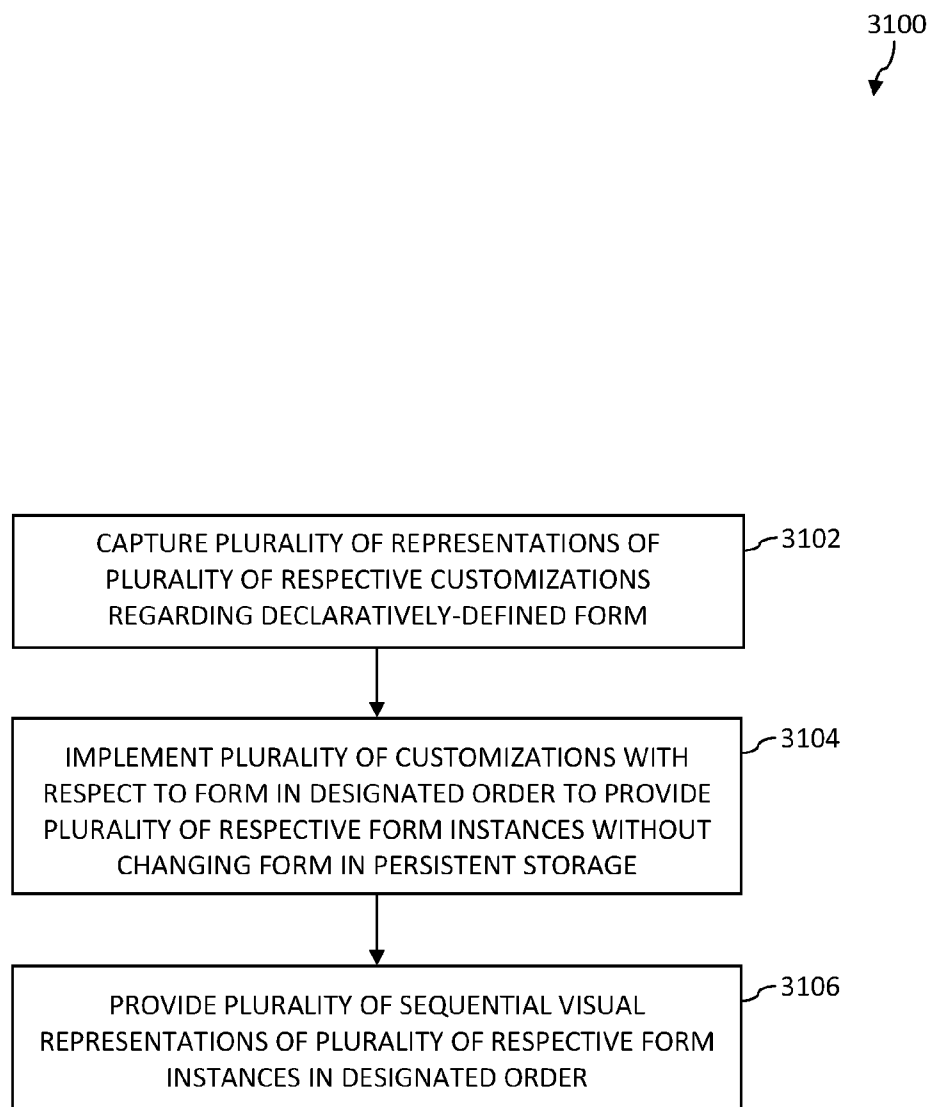 3100
CAPTURE PLURALITY OF REPRESENTATIONS OF
PLURALITY OF RESPECTIVE CUSTOMIZATIONS
REGARDING DECLARATIVELY-DEFINED FORM
3102
IMPLEMENT PLURALITY OF CUSTOMIZATIONS WITH
RESPECT TO FORM IN DESIGNATED ORDER TO PROVIDE
PLURALITY OF RESPECTIVE FORM INSTANCES WITHOUT
CHANGING FORM IN PERSISTENT STORAGE
3104
PROVIDE PLURALITY OF SEQUENTIAL VISUAL
REPRESENTATIONS OF PLURALITY OF RESPECTIVE FORM
INSTANCES IN DESIGNATED ORDER
3106